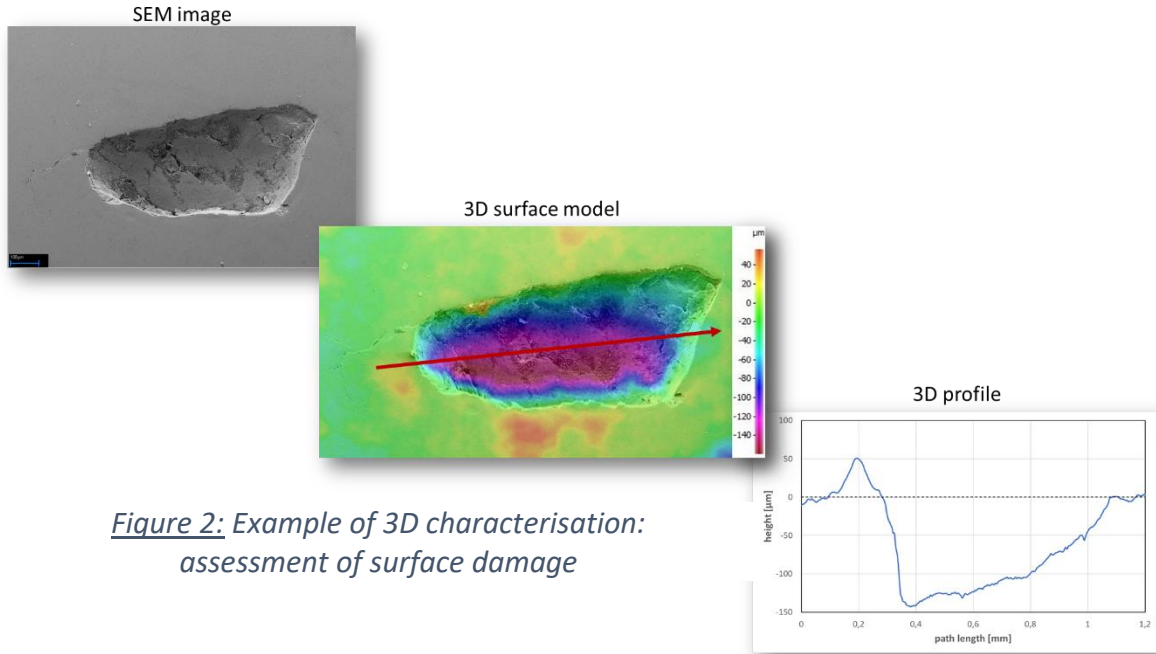 SEM image
100µm
3D surface model
µm
40
20
0
-20
-40
-60
-80
-100
-120
-140
3D profile
100
50
0
-50
-100
-150
height [µm]
0
0,2
0,4
0,6
0,8
1
1,2
path length [mm]
Figure 2: Example of 3D characterisation:
assessment of surface damage